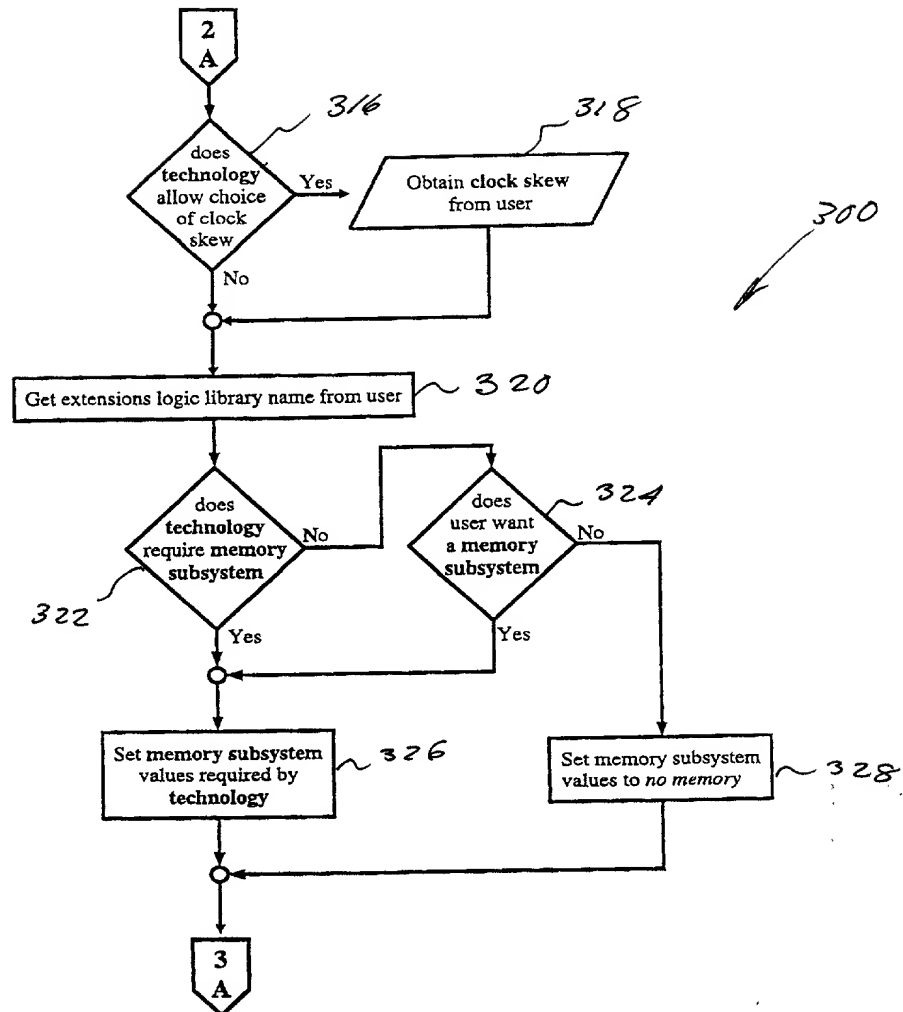 2
A
316
does
technology
allow choice
of clock
skew
Yes
318
Obtain clock skew
from user
300
No
Get extensions logic library name from user
320
does
technology
require memory
subsystem
No
322
Yes
does
user want
a memory
subsystem
324
No
Yes
Set memory subsystem
values required by
technology
326
Set memory subsystem
values to no memory
328
3
A